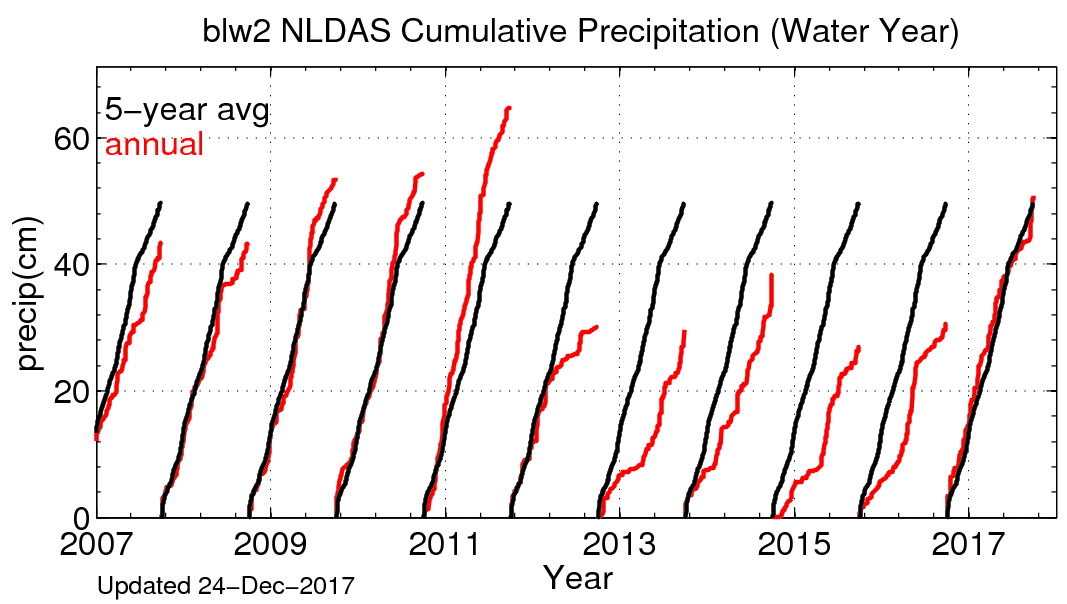 blw2 NLDAS Cumulative Precipitation (Water Year)
5-year avg
annual
precip(cm)
60
40
20
0
2007 2009 2011 2013 2015 2017
Year
Updated 24-Dec-2017